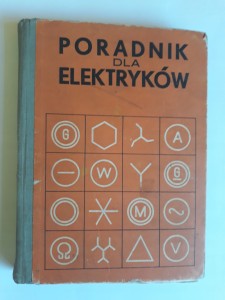 PORADNIK
DLA
ELEKTRYKÓW
G A
W G
M
Ω V